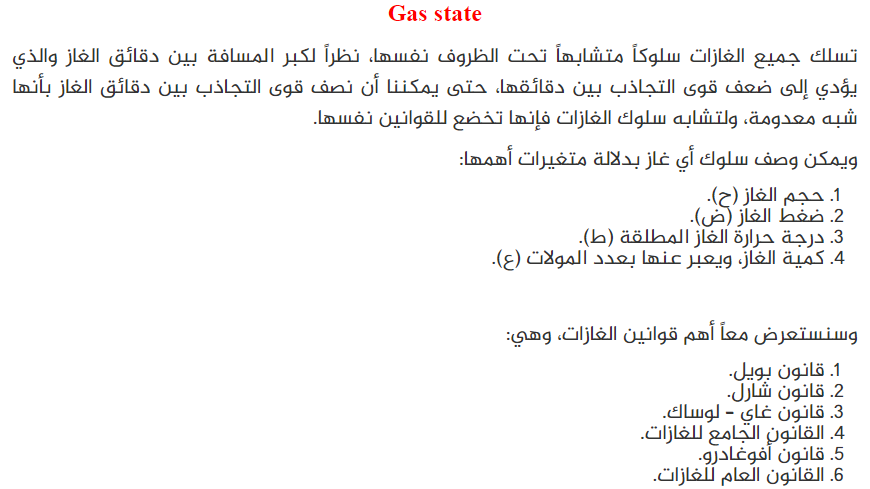 Gas state
تسلك جميع الغازات سلوكاً متشابهاً تحت الظروف نفسها، نظراً لكبر المسافة بين دقائق الغاز والذي
يؤدي إلى ضعف قوى التجاذب بين دقائقها، حتى يمكننا أن نصف قوى التجاذب بين دقائق الغاز بأنها
شبه معدومة، ولتشابه سلوك الغازات فإنها تخضع للقوانين نفسها.
ويمكن وصف سلوك أي غاز بدلالة متغيرات أهمها:
1. حجم الغاز (ح).
2. ضغط الغاز (ض).
3. درجة حرارة الغاز المطلقة (ط).
4. كمية الغاز، ويعبر عنها بعدد المولات (ع).
وسنستعرض معاً أهم قوانين الغازات، وهي:
1. قانون بويل.
2. قانون شارل.
3. قانون غاي – لوساك.
4. القانون الجامع للغازات.
5. قانون أفوغادرو.
6. القانون العام للغازات.